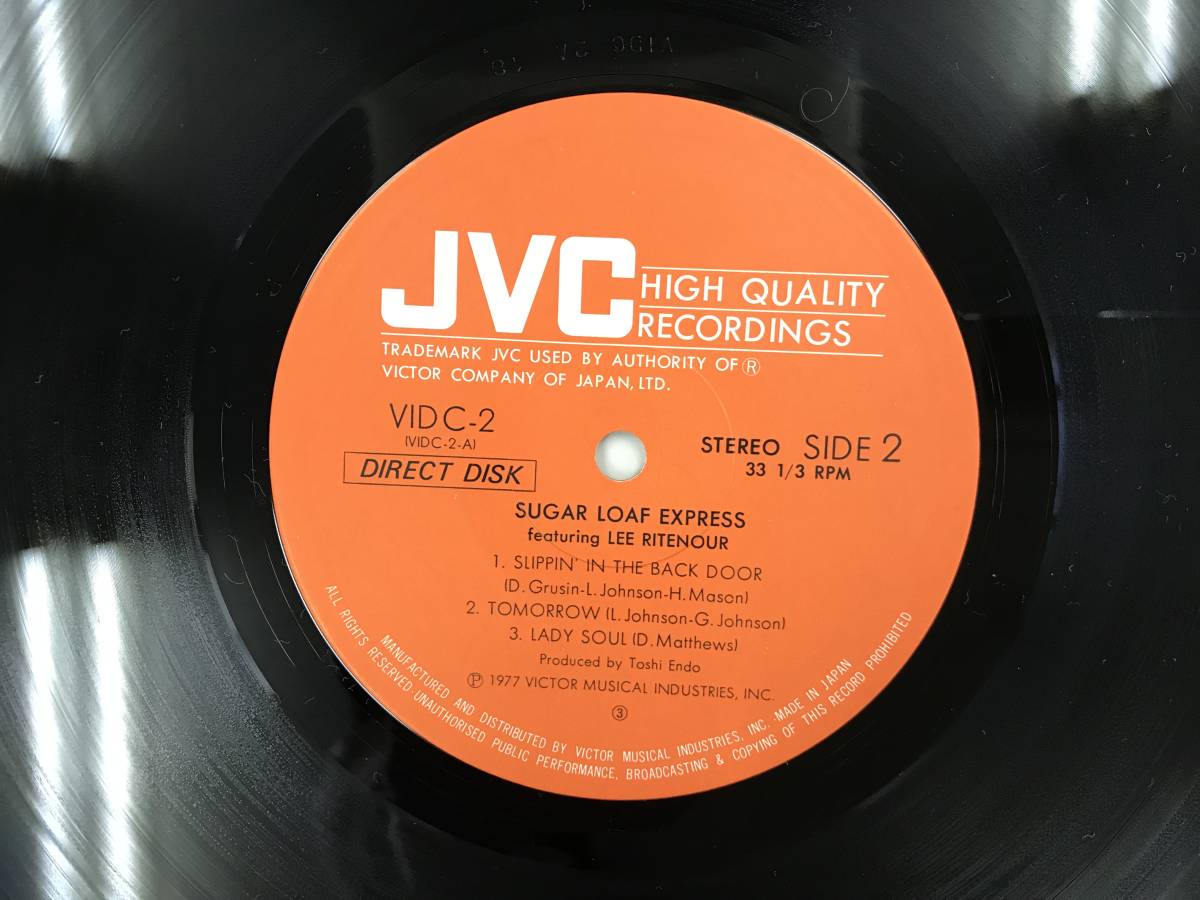 JVC HIGH QUALITY
RECORDINGS
TRADEMARK JVC USED BY AUTHORITY OF ®
VICTOR COMPANY OF JAPAN, LTD.
VIDC-2
(VIDC-2-A)
DIRECT DISK
STEREO SIDE 2
33 1/3 RPM
SUGAR LOAF EXPRESS
featuring LEE RITENOUR
1. SLIPPIN' IN THE BACK DOOR
(D. Grusin-L. Johnson-H. Mason)
2. TOMORROW (L. Johnson-G. Johnson)
3. LADY SOUL (D. Matthews)
Produced by Toshi Endo
℗ 1977 VICTOR MUSICAL INDUSTRIES, INC.
③
MANUFACTURED AND DISTRIBUTED BY VICTOR MUSICAL INDUSTRIES, INC. MADE IN JAPAN
ALL RIGHTS RESERVED UNAUTHORISED PUBLIC PERFORMANCE, BROADCASTING & COPYING OF THIS RECORD PROHIBITED